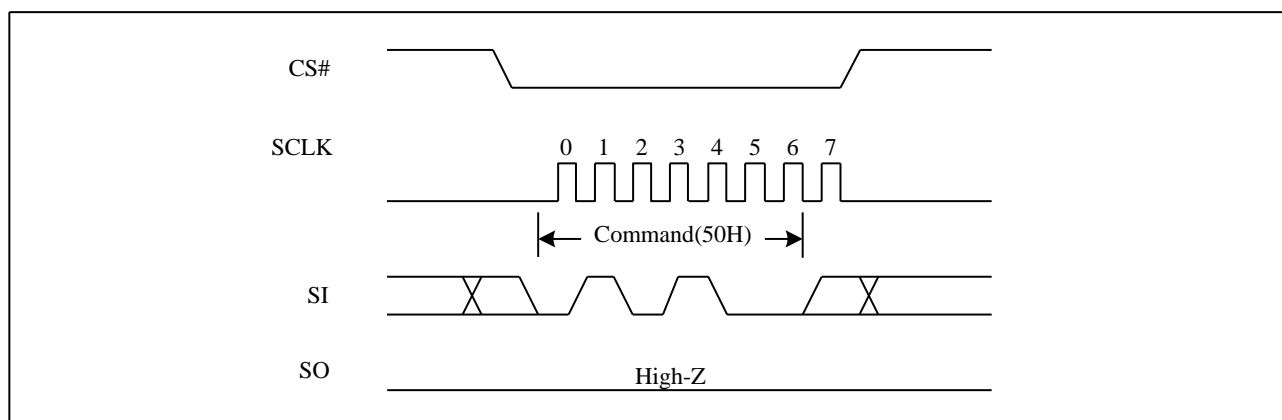 CS#
SCLK
0 1 2 3 4 5 6 7
Command(50H)
SI
SO
High-Z